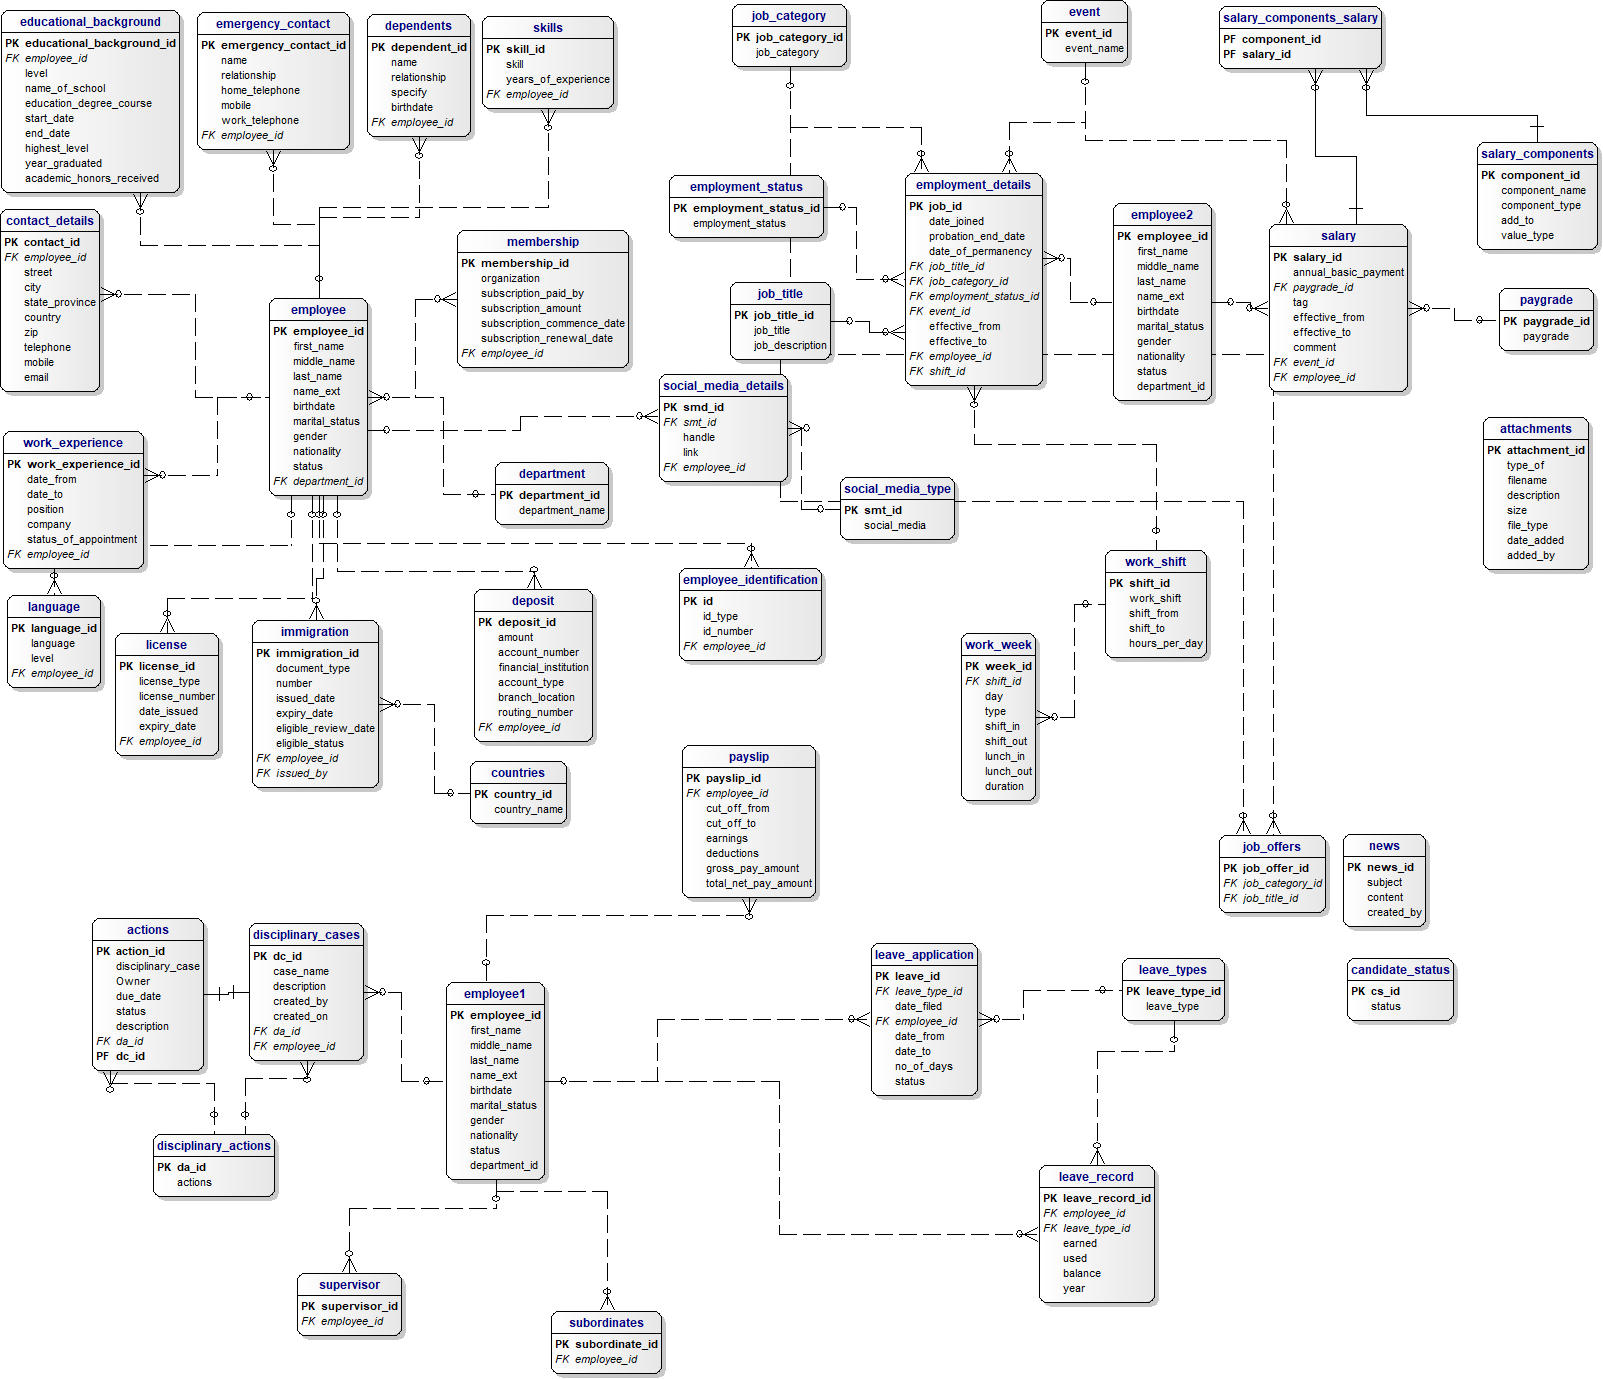 educational_background
PK educational_background_id
FK employee_id
level
name_of_school
education_degree_course
start_date
end_date
highest_level
year_graduated
academic_honors_received
emergency_contact
PK emergency_contact_id
name
relationship
home_telephone
mobile
work_telephone
FK employee_id
dependents
PK dependent_id
name
relationship
specify
birthdate
FK employee_id
skills
PK skill_id
skill
years_of_experience
FK employee_id
job_category
PK job_category_id
job_category
event
PK event_id
event_name
salary_components_salary
PF component_id
PF salary_id
salary_components
PK component_id
component_name
component_type
add_to
value_type
contact_details
PK contact_id
FK employee_id
street
city
state_province
country
zip
telephone
mobile
email
membership
PK membership_id
organization
subscription_paid_by
subscription_amount
subscription_commence_date
subscription_renewal_date
FK employee_id
employment_status
PK employment_status_id
employment_status
employment_details
PK job_id
date_joined
probation_end_date
date_of_permanency
FK job_title_id
FK job_category_id
FK employment_status_id
FK event_id
effective_from
effective_to
FK employee_id
FK shift_id
employee2
PK employee_id
first_name
middle_name
last_name
name_ext
birthdate
marital_status
gender
nationality
status
department_id
salary
PK salary_id
annual_basic_payment
FK paygrade_id
tag
effective_from
effective_to
comment
FK event_id
FK employee_id
paygrade
PK paygrade_id
paygrade
employee
PK employee_id
first_name
middle_name
last_name
name_ext
birthdate
marital_status
gender
nationality
status
FK department_id
job_title
PK job_title_id
job_title
job_description
social_media_details
PK smd_id
FK smt_id
handle
link
FK employee_id
work_experience
PK work_experience_id
date_from
date_to
position
company
status_of_appointment
FK employee_id
department
PK department_id
department_name
social_media_type
PK smt_id
social_media
attachments
PK attachment_id
type_of
filename
description
size
file_type
date_added
added_by
work_shift
PK shift_id
work_shift
shift_from
shift_to
hours_per_day
language
PK language_id
language
level
FK employee_id
license
PK license_id
license_type
license_number
date_issued
expiry_date
FK employee_id
immigration
PK immigration_id
document_type
number
issued_date
expiry_date
eligible_review_date
eligible_status
FK employee_id
FK issued_by
deposit
PK deposit_id
amount
account_number
financial_institution
account_type
branch_location
routing_number
FK employee_id
employee_identification
PK id
id_type
id_number
FK employee_id
work_week
PK week_id
FK shift_id
day
type
shift_in
shift_out
lunch_in
lunch_out
duration
countries
PK country_id
country_name
payslip
PK payslip_id
FK employee_id
cut_off_from
cut_off_to
earnings
deductions
gross_pay_amount
total_net_pay_amount
job_offers
PK job_offer_id
FK job_category_id
FK job_title_id
news
PK news_id
subject
content
created_by
actions
PK action_id
disciplinary_case
Owner
due_date
status
description
FK da_id
PF dc_id
disciplinary_cases
PK dc_id
case_name
description
created_by
created_on
FK da_id
FK employee_id
employee1
PK employee_id
first_name
middle_name
last_name
name_ext
birthdate
marital_status
gender
nationality
status
department_id
leave_application
PK leave_id
FK leave_type_id
date_filed
FK employee_id
date_from
date_to
no_of_days
status
leave_types
PK leave_type_id
leave_type
candidate_status
PK cs_id
status
disciplinary_actions
PK da_id
actions
leave_record
PK leave_record_id
FK employee_id
FK leave_type_id
earned
used
balance
year
supervisor
PK supervisor_id
FK employee_id
subordinates
PK subordinate_id
FK employee_id